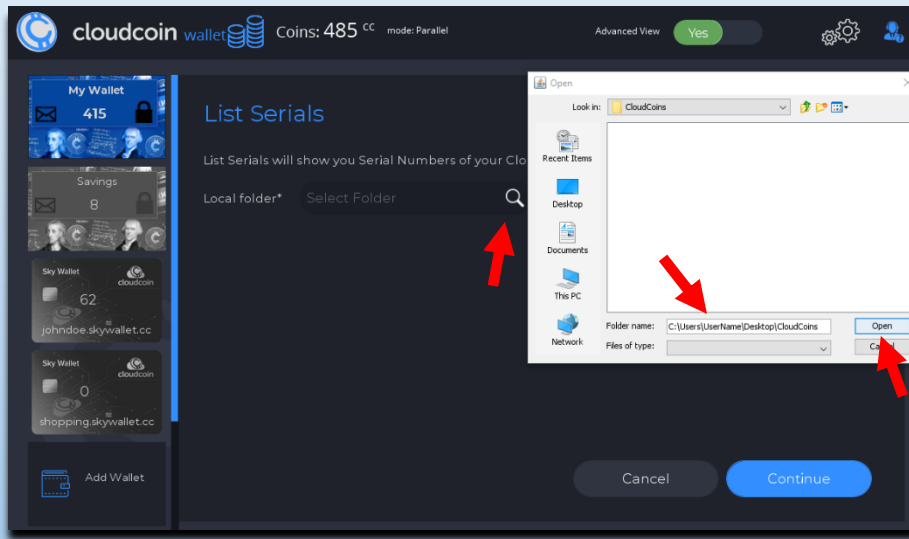 cloudcoin wallet Coins: 485 cc mode: Parallel Advanced View Yes
My Wallet
415
Savings
8
Sky Wallet
cloudcoin
62
johndoe.skywallet.cc
Sky Wallet
cloudcoin
0
shopping.skywallet.cc
Add Wallet
List Serials
List Serials will show you Serial Numbers of your Clo
Local folder* Select Folder
Open
Look in: CloudCoins
Recent Items
Desktop
Documents
This PC
Network
Folder name: C:\Users\UserName\Desktop\CloudCoins Open
Files of type:
Cancel Continue